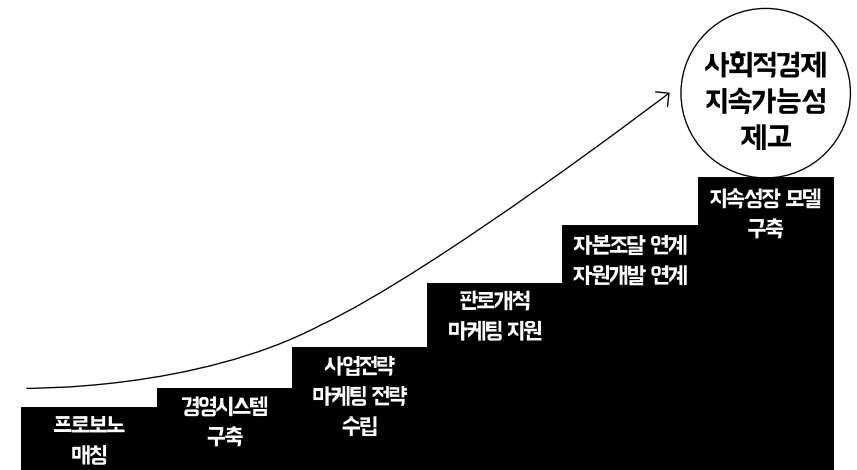 사회적경제
지속가능성
제고
지속성장 모델
구축
자본조달 연계
자원개발 연계
판로개척
마케팅 지원
사업전략
마케팅 전략
수립
경영시스템
구축
프로보노
매칭